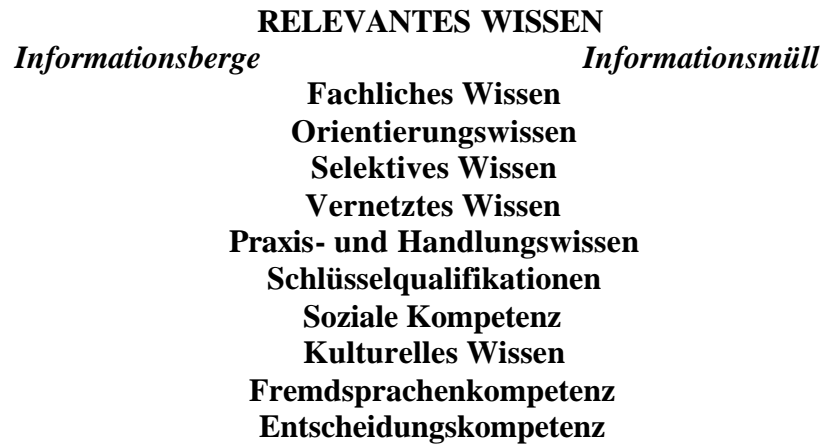 RELEVANTES WISSEN
Informationsberge Informationsmüll
Fachliches Wissen
Orientierungswissen
Selektives Wissen
Vernetztes Wissen
Praxis- und Handlungswissen
Schlüsselqualifikationen
Soziale Kompetenz
Kulturelles Wissen
Fremdsprachenkompetenz
Entscheidungskompetenz